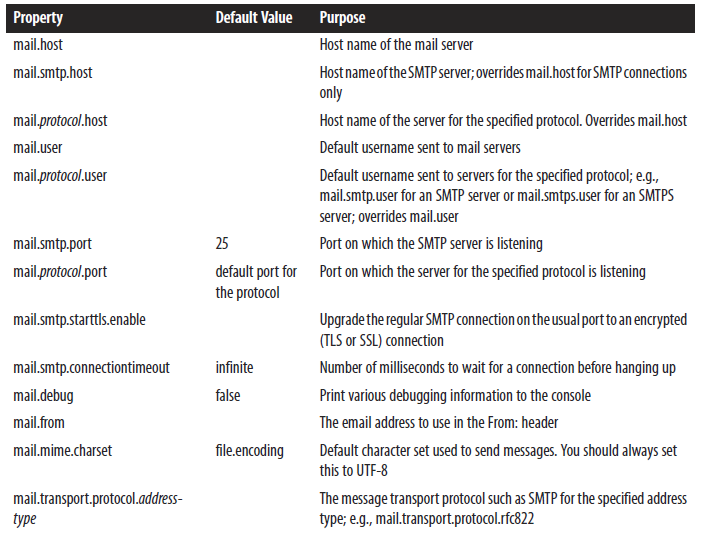 Property Default Value Purpose
mail.host Host name of the mail server
mail.smtp.host Host name of the SMTP server; overrides mail.host for SMTP connections
only
mail.protocol.host Host name of the server for the specified protocol. Overrides mail.host
mail.user Default username sent to mail servers
mail.protocol.user Default username sent to servers for the specified protocol; e.g.,
mail.smtp.user for an SMTP server or mail.smtps.user for an SMTPS
server; overrides mail.user
mail.smtp.port 25 Port on which the SMTP server is listening
mail.protocol.port default port for Port on which the server for the specified protocol is listening
the protocol
mail.smtp.starttls.enable Upgrade the regular SMTP connection on the usual port to an encrypted
(TLS or SSL) connection
mail.smtp.connectiontimeout infinite Number of milliseconds to wait for a connection before hanging up
mail.debug false Print various debugging information to the console
mail.from The email address to use in the From: header
mail.mime.charset file.encoding Default character set used to send messages. You should always set
this to UTF-8
mail.transport.protocol.address- The message transport protocol such as SMTP for the specified address
type type; e.g., mail.transport.protocol.rfc822